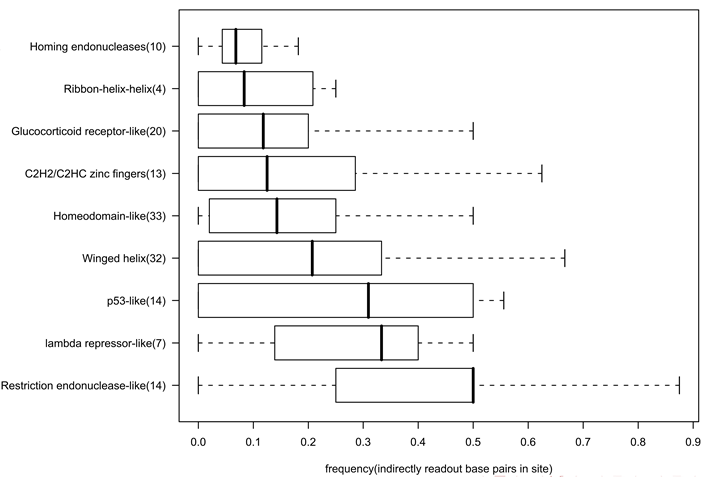 Homing endonucleases(10)
Ribbon-helix-helix(4)
Glucocorticoid receptor-like(20)
C2H2/C2HC zinc fingers(13)
Homeodomain-like(33)
Winged helix(32)
p53-like(14)
lambda repressor-like(7)
Restriction endonuclease-like(14)
0.0 0.1 0.2 0.3 0.4 0.5 0.6 0.7 0.8 0.9
frequency(indirectly readout base pairs in site)